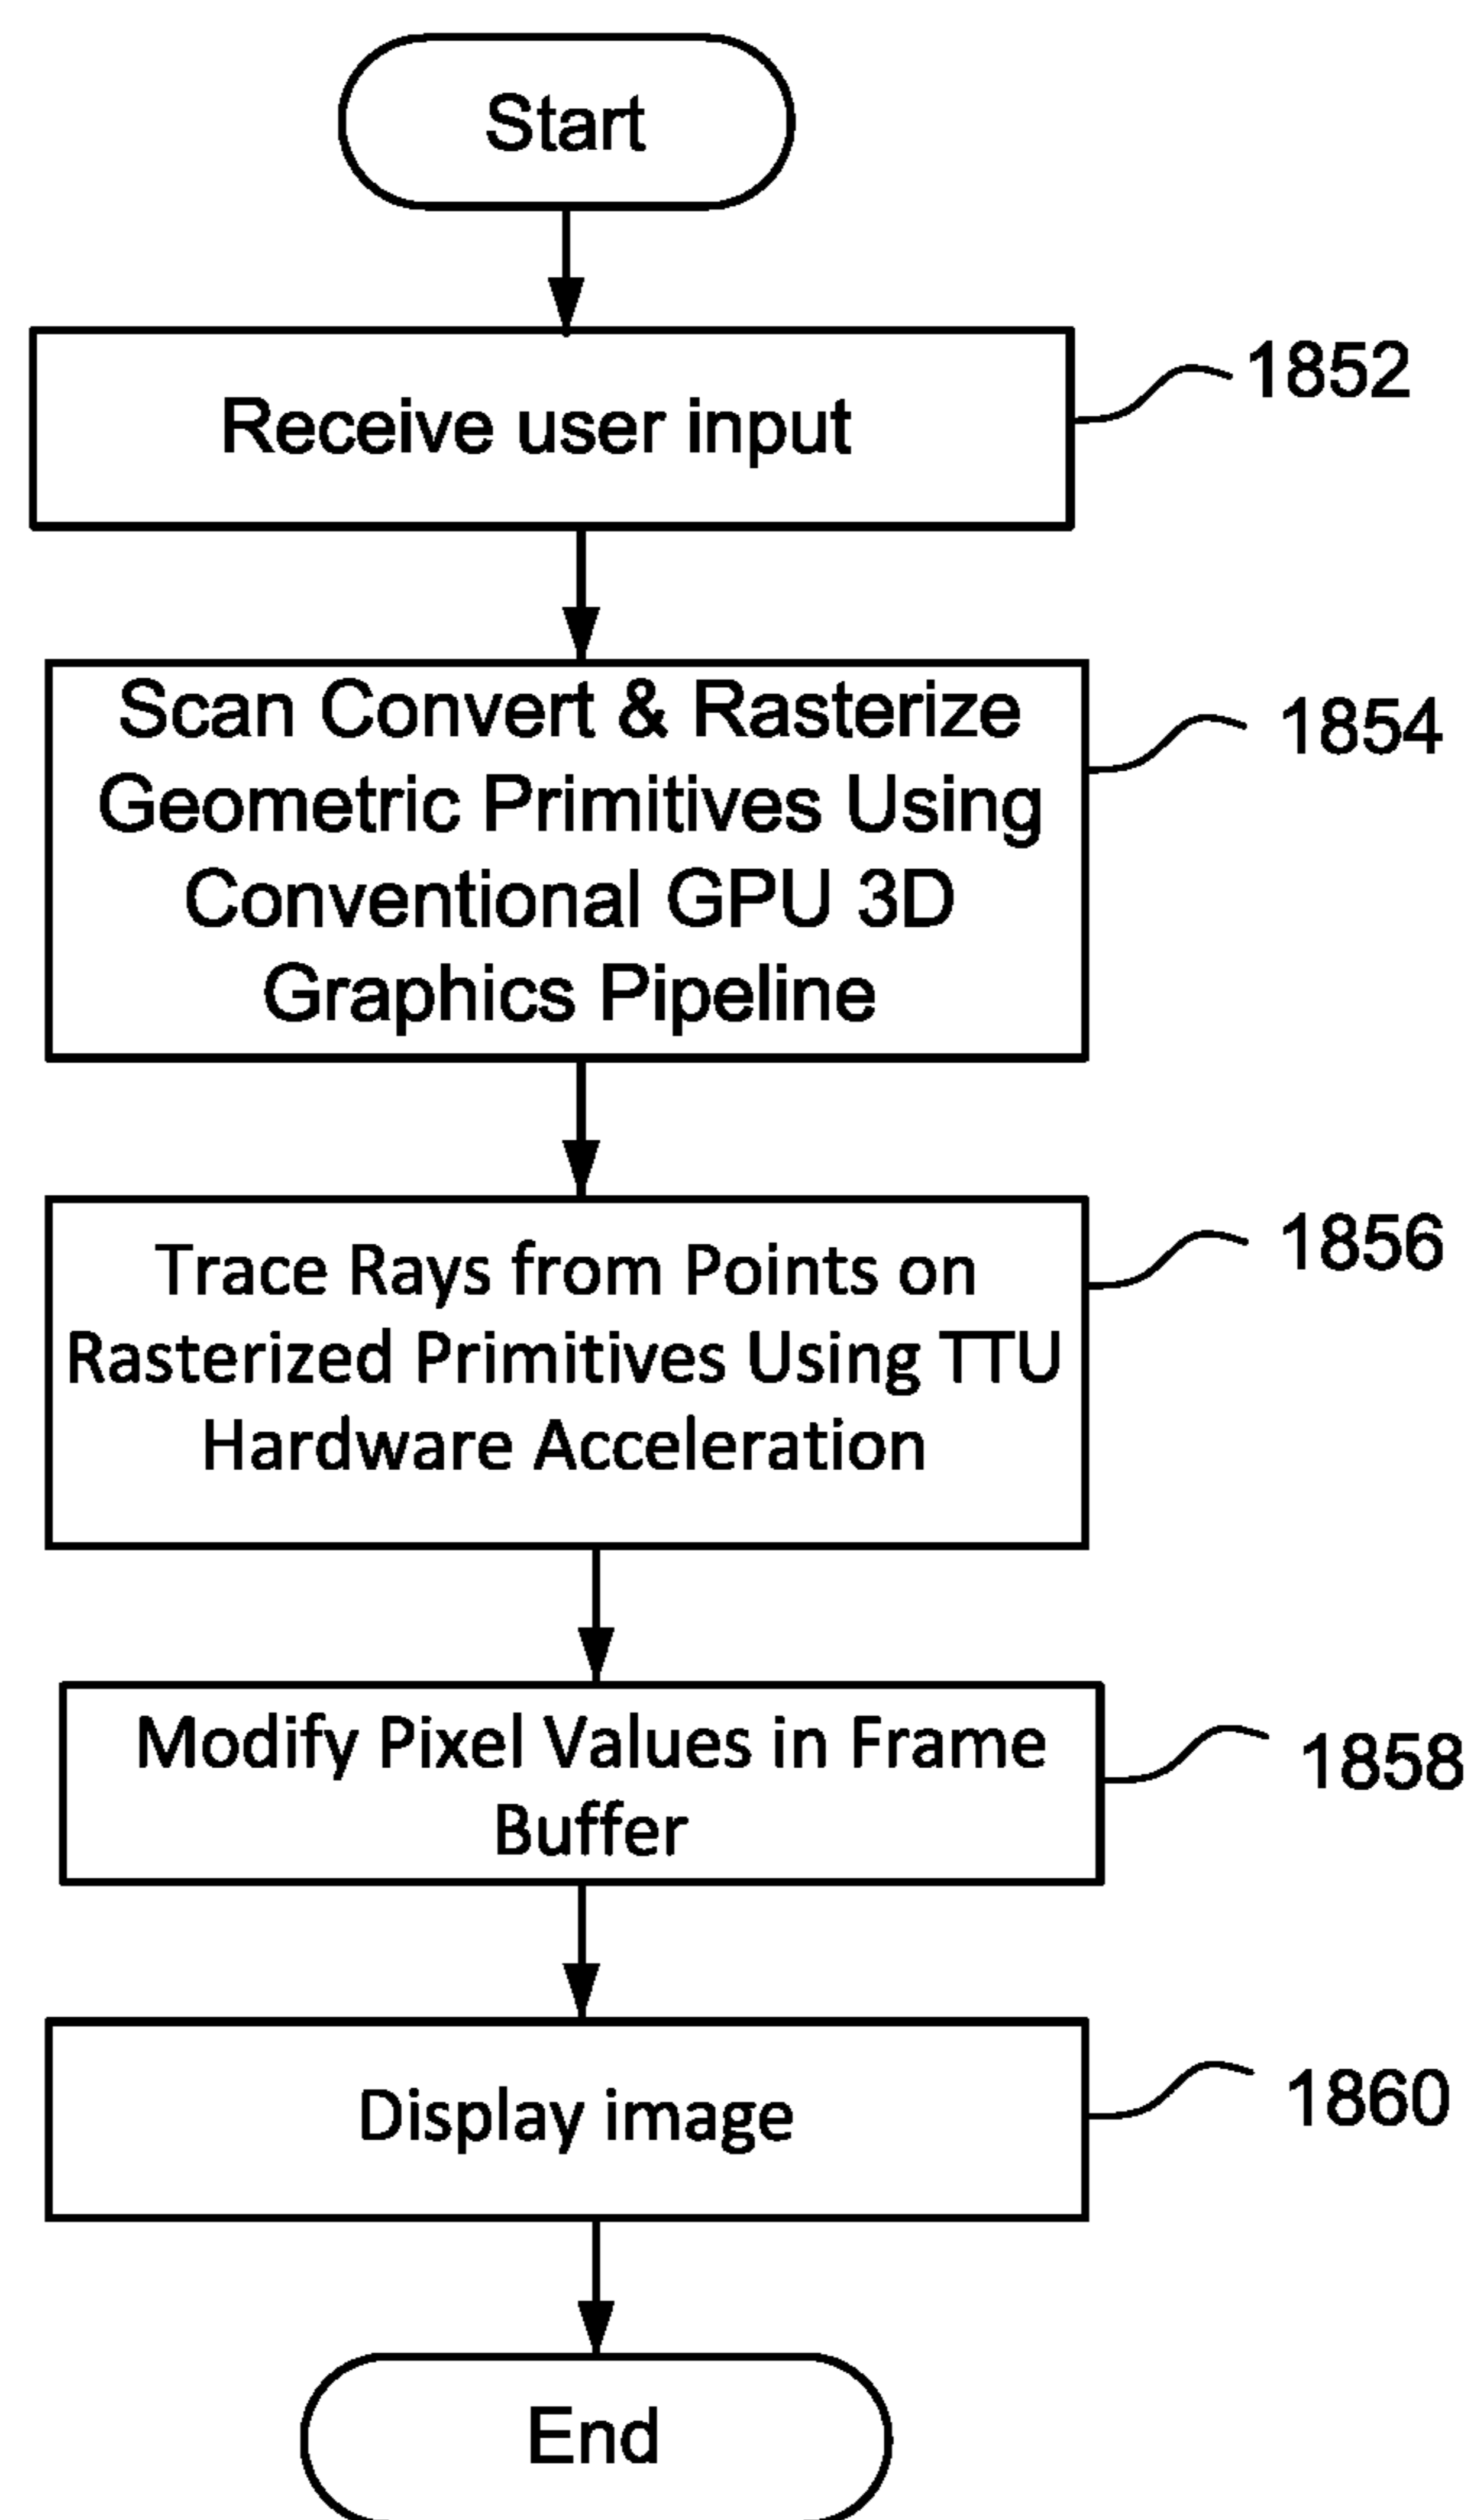 Start
Receive user input
1852
Scan Convert & Rasterize
Geometric Primitives Using
Conventional GPU 3D
Graphics Pipeline
1854
Trace Rays from Points on
Rasterized Primitives Using TTU
Hardware Acceleration
1856
Modify Pixel Values in Frame
Buffer
1858
Display image
1860
End